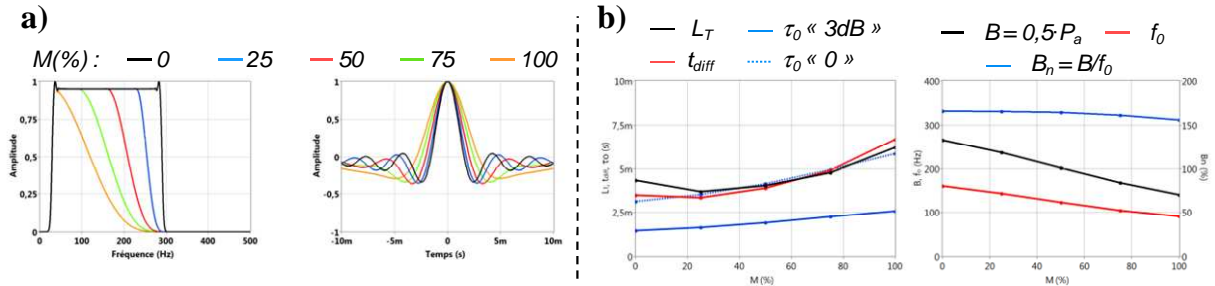 a)
M(%) : 0 25 50 75 100
1
0,75
Amplitude
0,5
0,25
0
0 100 200 300 400 500
Fréquence (Hz)
1
0,5
Amplitude
0
-0,5
-1
-10m -5m 0 5m 10m
Temps (s)
b)
L_T τ_0 « 3dB »
t_diff τ_0 « 0 »
10m
7,5m
5m
2,5m
0
0 20 40 60 80 100
M (%)
B = 0,5·P_a f_0
B_n = B/f_0
400 200
300 150
B, f₀ (Hz)
200 100
Bn (%)
100 50
0 0
0 20 40 60 80 100
M (%)